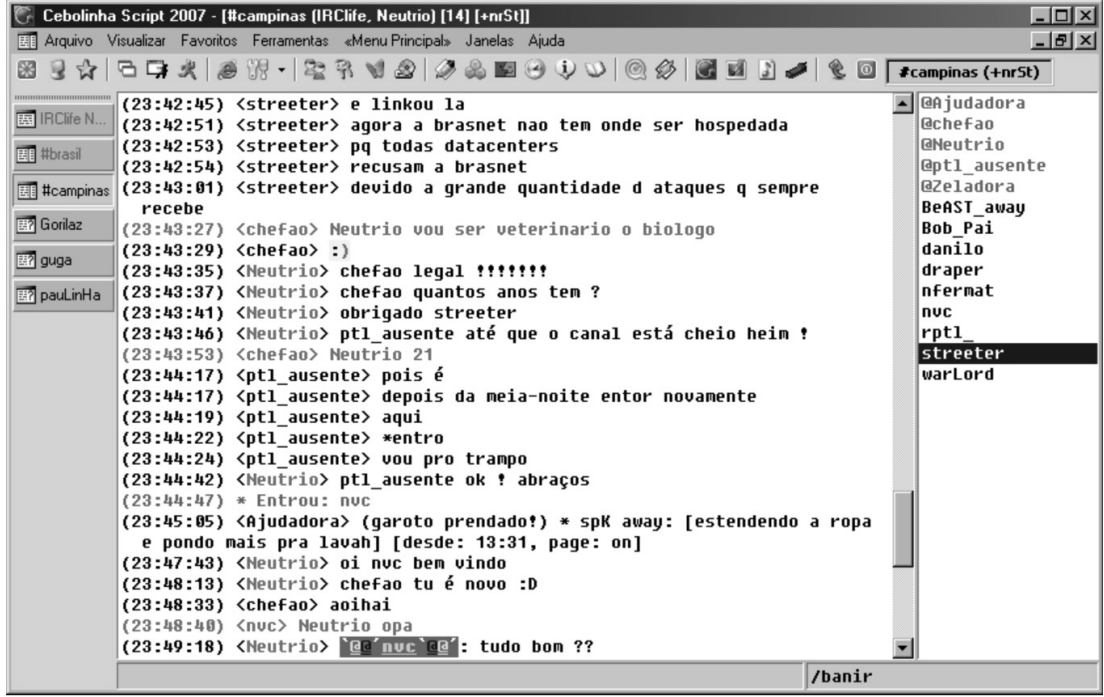 Cebolinha Script 2007 - [#campinas (IRClife, Neutrio) [14] [+nrSt]]
Arquivo Visualizar Favoritos Ferramentas «Menu Principal» Janelas Ajuda
#campinas (+nrSt)
IRClife N...
#brasil
#campinas
Gorilaz
guga
pauLinHa
(23:42:45) <streeter> e linkou la
(23:42:51) <streeter> agora a brasnet nao tem onde ser hospedada
(23:42:53) <streeter> pq todas datacenters
(23:42:54) <streeter> recusam a brasnet
(23:43:01) <streeter> devido a grande quantidade d ataques q sempre
recebe
(23:43:27) <chefao> Neutrio vou ser veterinario o biologo
(23:43:29) <chefao> :)
(23:43:35) <Neutrio> chefao legal !!!!!!!
(23:43:37) <Neutrio> chefao quantos anos tem ?
(23:43:41) <Neutrio> obrigado streeter
(23:43:46) <Neutrio> ptl_ausente até que o canal está cheio heim !
(23:43:53) <chefao> Neutrio 21
(23:44:17) <ptl_ausente> pois é
(23:44:17) <ptl_ausente> depois da meia-noite entor novamente
(23:44:19) <ptl_ausente> aqui
(23:44:22) <ptl_ausente> *entro
(23:44:24) <ptl_ausente> vou pro trampo
(23:44:42) <Neutrio> ptl_ausente ok ! abraços
(23:44:47) * Entrou: nvc
(23:45:05) <Ajudadora> (garoto prendado!) * spK away: [estendendo a ropa
e pondo mais pra lavah] [desde: 13:31, page: on]
(23:47:43) <Neutrio> oi nvc bem vindo
(23:48:13) <Neutrio> chefao tu é novo :D
(23:48:33) <chefao> aoihai
(23:48:40) <nvc> Neutrio opa
(23:49:18) <Neutrio> `@@´nvc`@@´: tudo bom ??
@Ajudadora
@chefao
@Neutrio
@ptl_ausente
@Zeladora
BeAST_away
Bob_Pai
danilo
draper
nfermat
nvc
rptl_
streeter
warLord
/banir